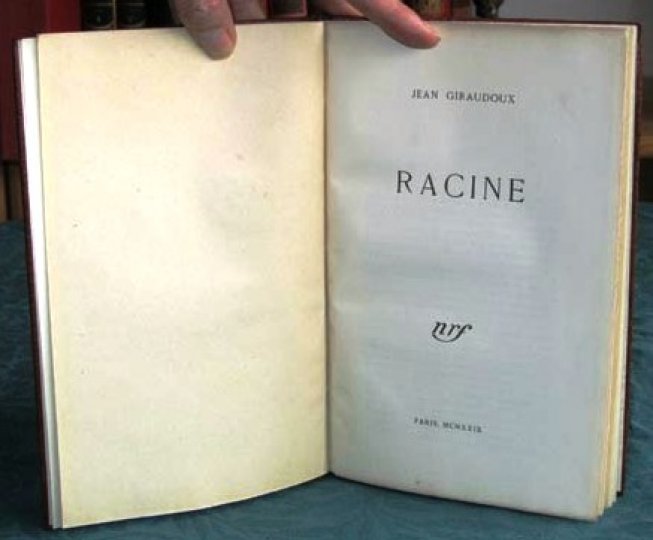 JEAN GIRAUDOUX
RACINE
nrf
PARIS, MCMXXIX